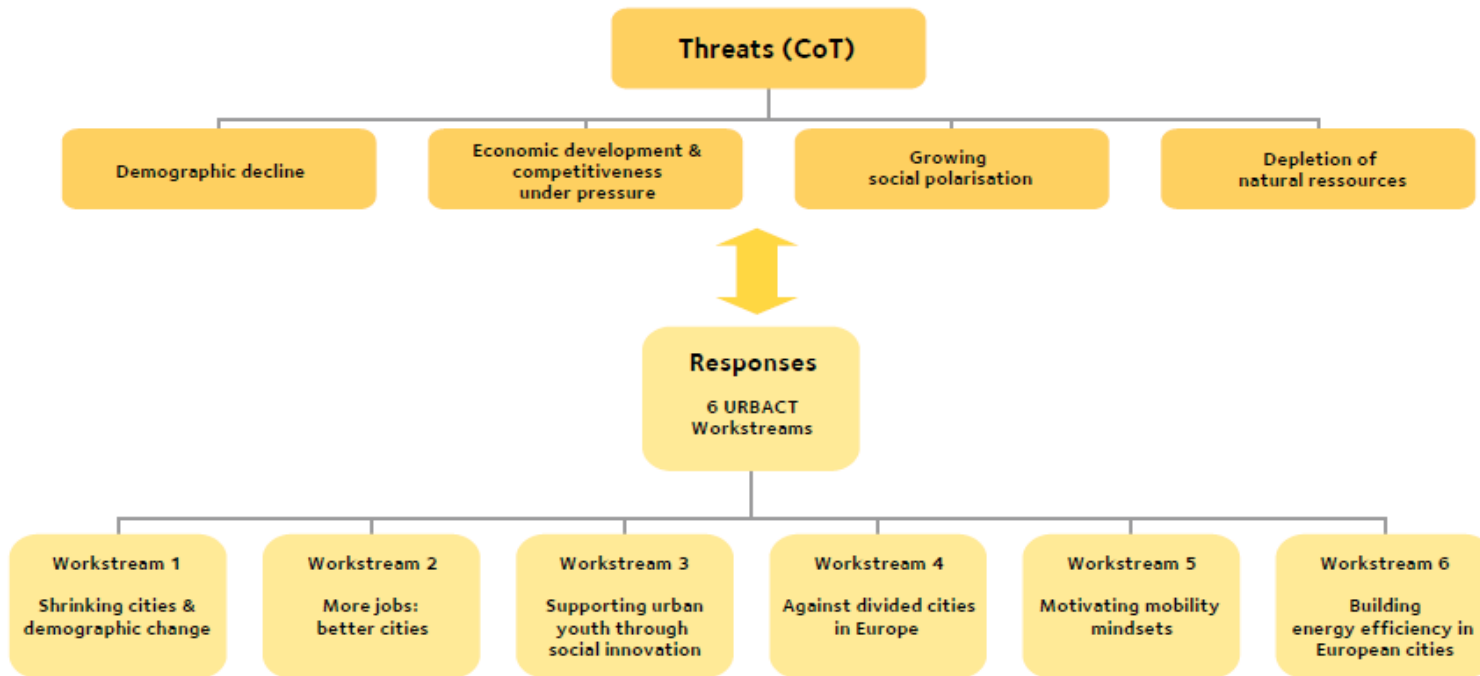 Threats (CoT)
Demographic decline
Economic development &
competitiveness
under pressure
Growing
social polarisation
Depletion of
natural ressources
Responses
6 URBACT
Workstreams
Workstream 1
Shrinking cities &
demographic change
Workstream 2
More jobs:
better cities
Workstream 3
Supporting urban
youth through
social innovation
Workstream 4
Against divided cities
in Europe
Workstream 5
Motivating mobility
mindsets
Workstream 6
Building
energy efficiency in
European cities